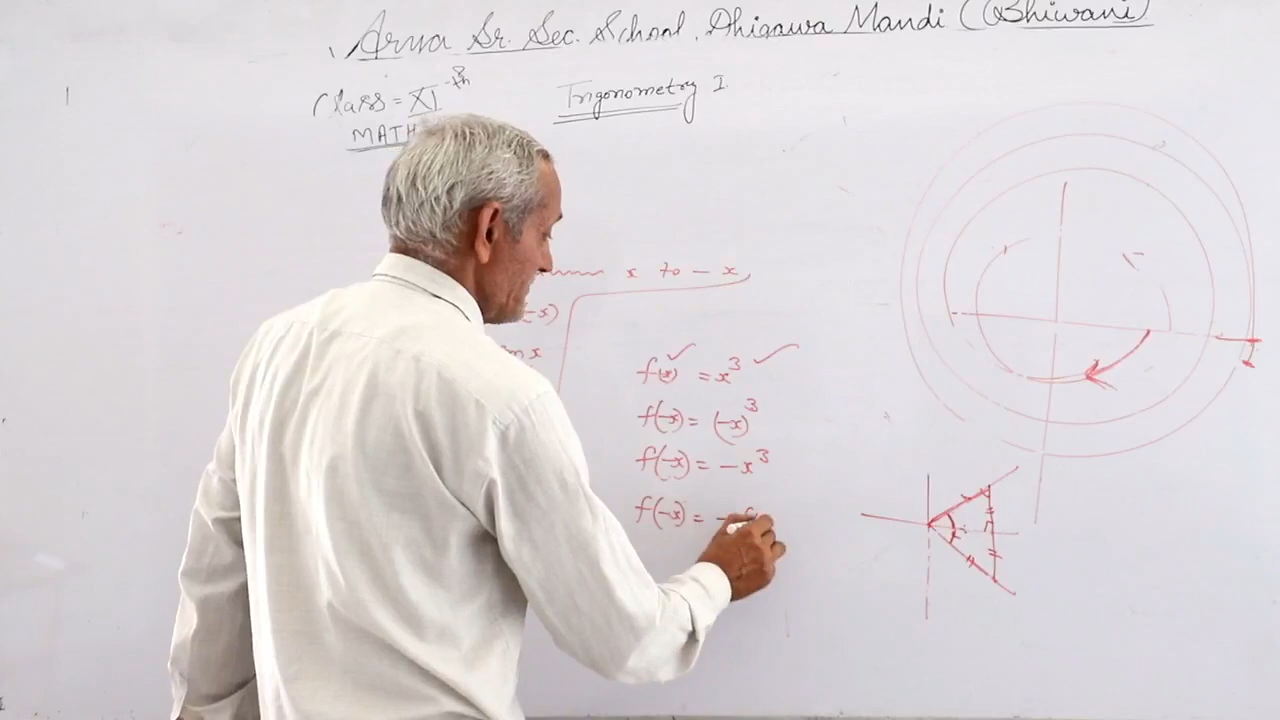 Arya Sr. Sec. School, Dhigawa Mandi (Bhiwani)
Class = XI th
Trigonometry I
MATH
x to - x
(-x)
f(x) = x³
f(-x) = (-x)³
f(-x) = -x³
f(-x) = -